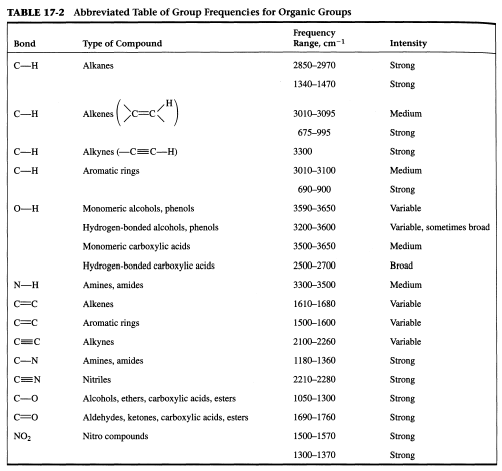 TABLE 17-2 Abbreviated Table of Group Frequencies for Organic Groups
Bond Type of Compound Frequency Range, cm⁻¹ Intensity
C—H Alkanes 2850–2970 Strong
1340–1470 Strong
C—H Alkenes (>C=C<H) 3010–3095 Medium
675–995 Strong
C—H Alkynes (—C≡C—H) 3300 Strong
C—H Aromatic rings 3010–3100 Medium
690–900 Strong
O—H Monomeric alcohols, phenols 3590–3650 Variable
Hydrogen-bonded alcohols, phenols 3200–3600 Variable, sometimes broad
Monomeric carboxylic acids 3500–3650 Medium
Hydrogen-bonded carboxylic acids 2500–2700 Broad
N—H Amines, amides 3300–3500 Medium
C=C Alkenes 1610–1680 Variable
C=C Aromatic rings 1500–1600 Variable
C≡C Alkynes 2100–2260 Variable
C—N Amines, amides 1180–1360 Strong
C≡N Nitriles 2210–2280 Strong
C—O Alcohols, ethers, carboxylic acids, esters 1050–1300 Strong
C=O Aldehydes, ketones, carboxylic acids, esters 1690–1760 Strong
NO₂ Nitro compounds 1500–1570 Strong
1300–1370 Strong